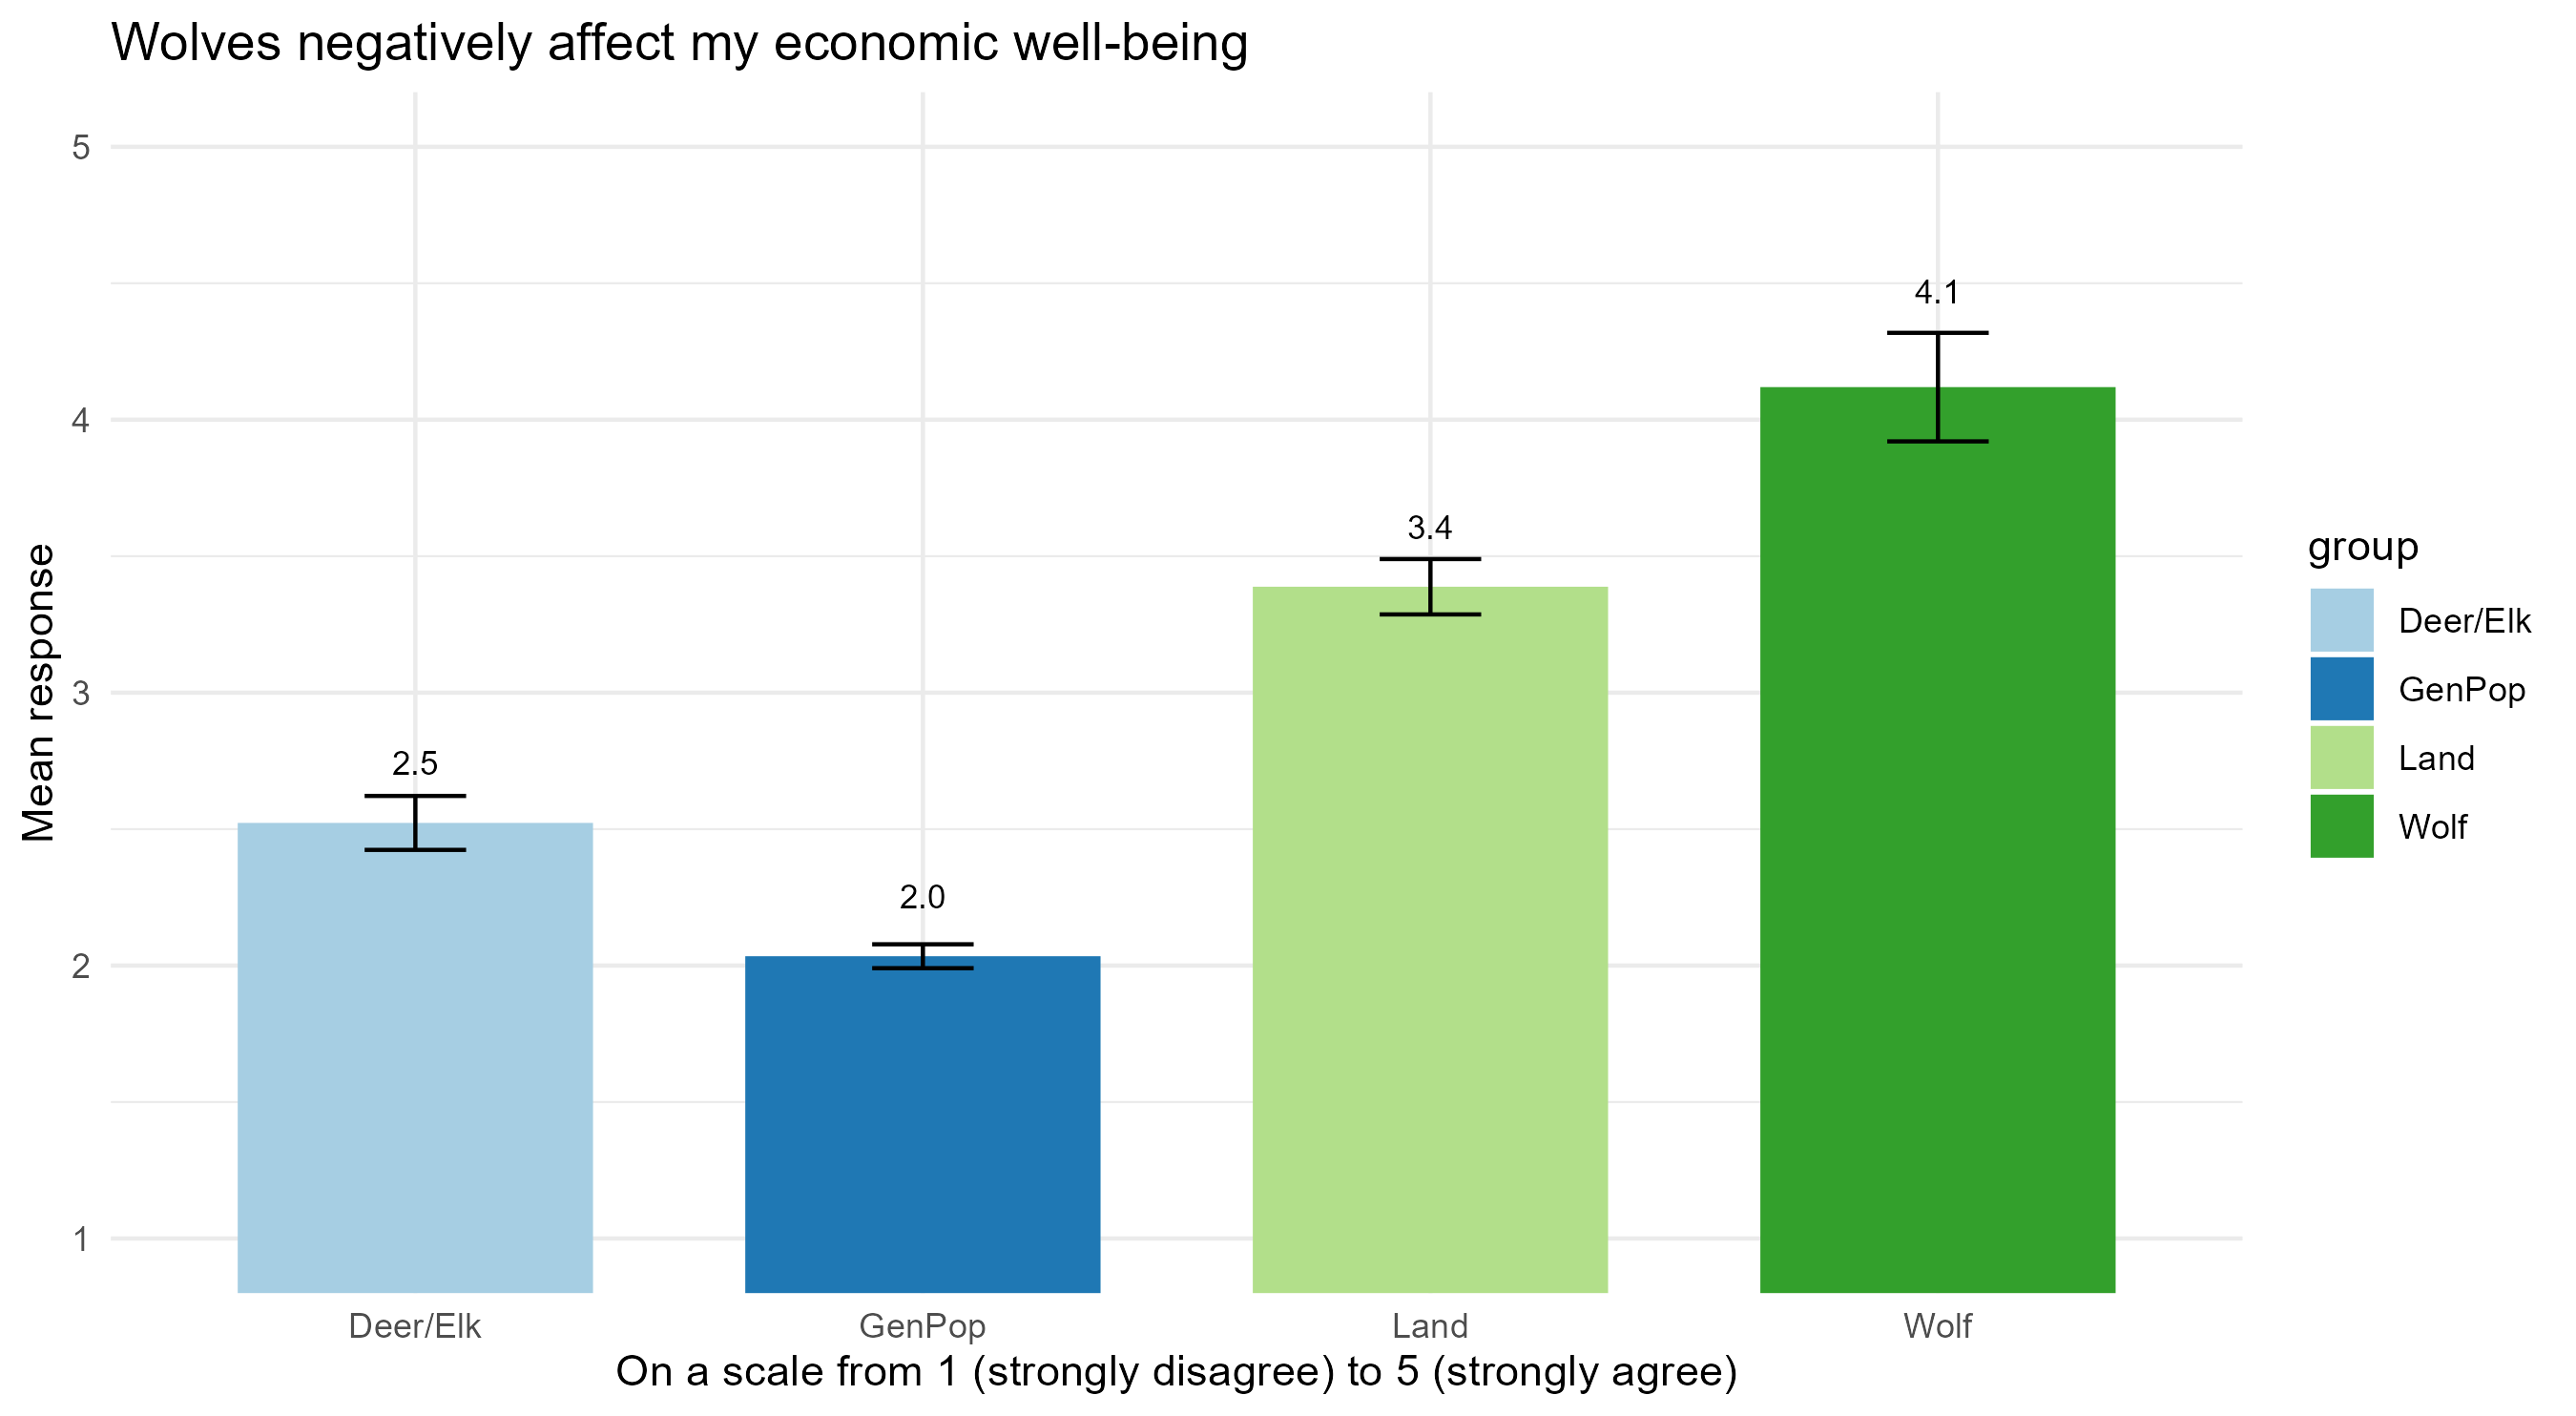 Wolves negatively affect my economic well-being
Mean response
5
4
3
2
1
2.5
2.0
3.4
4.1
Deer/Elk
GenPop
Land
Wolf
On a scale from 1 (strongly disagree) to 5 (strongly agree)
group
Deer/Elk
GenPop
Land
Wolf